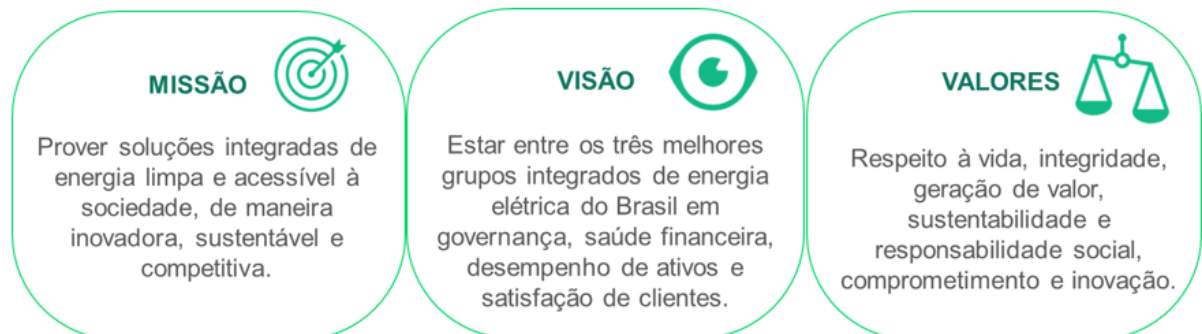 MISSÃO
Prover soluções integradas de
energia limpa e acessível à
sociedade, de maneira
inovadora, sustentável e
competitiva.
VISÃO
Estar entre os três melhores
grupos integrados de energia
elétrica do Brasil em
governança, saúde financeira,
desempenho de ativos e
satisfação de clientes.
VALORES
Respeito à vida, integridade,
geração de valor,
sustentabilidade e
responsabilidade social,
comprometimento e inovação.